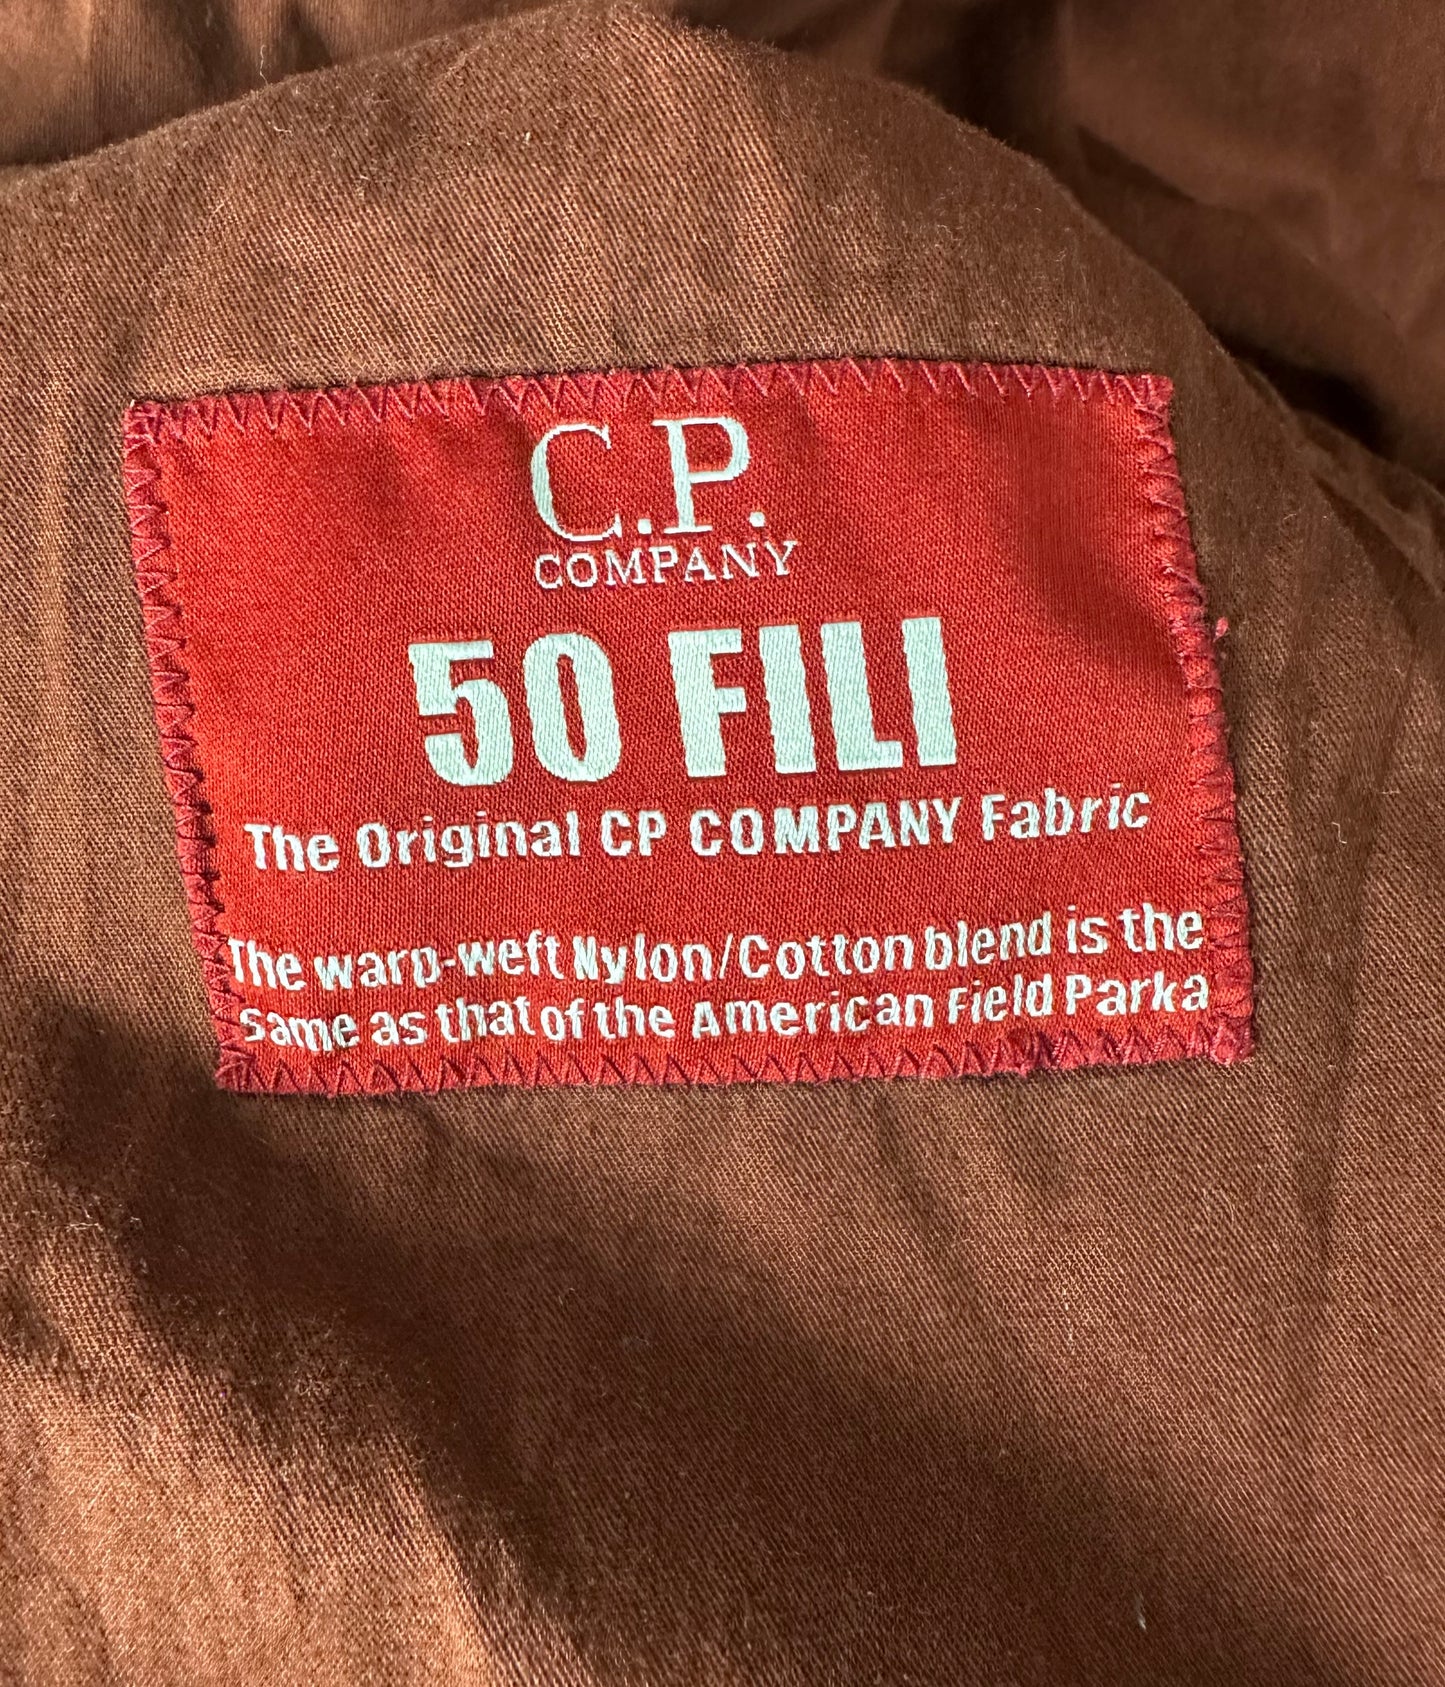 C.P.
COMPANY
50 FILI
The Original CP COMPANY Fabric
The warp-weft Nylon/Cotton blend is the
same as that of the American Field Parka